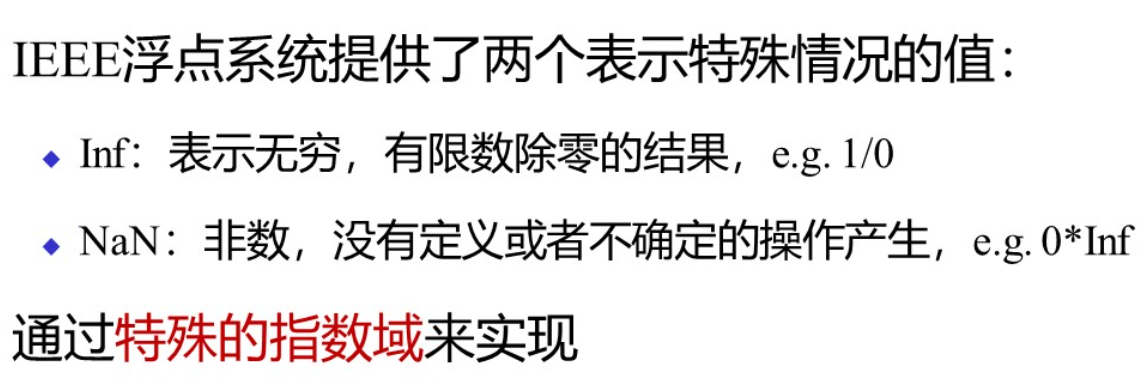 IEEE浮点系统提供了两个表示特殊情况的值：
Inf：表示无穷，有限数除零的结果，e.g. 1/0
NaN：非数，没有定义或者不确定的操作产生，e.g. 0*Inf
通过特殊的指数域来实现